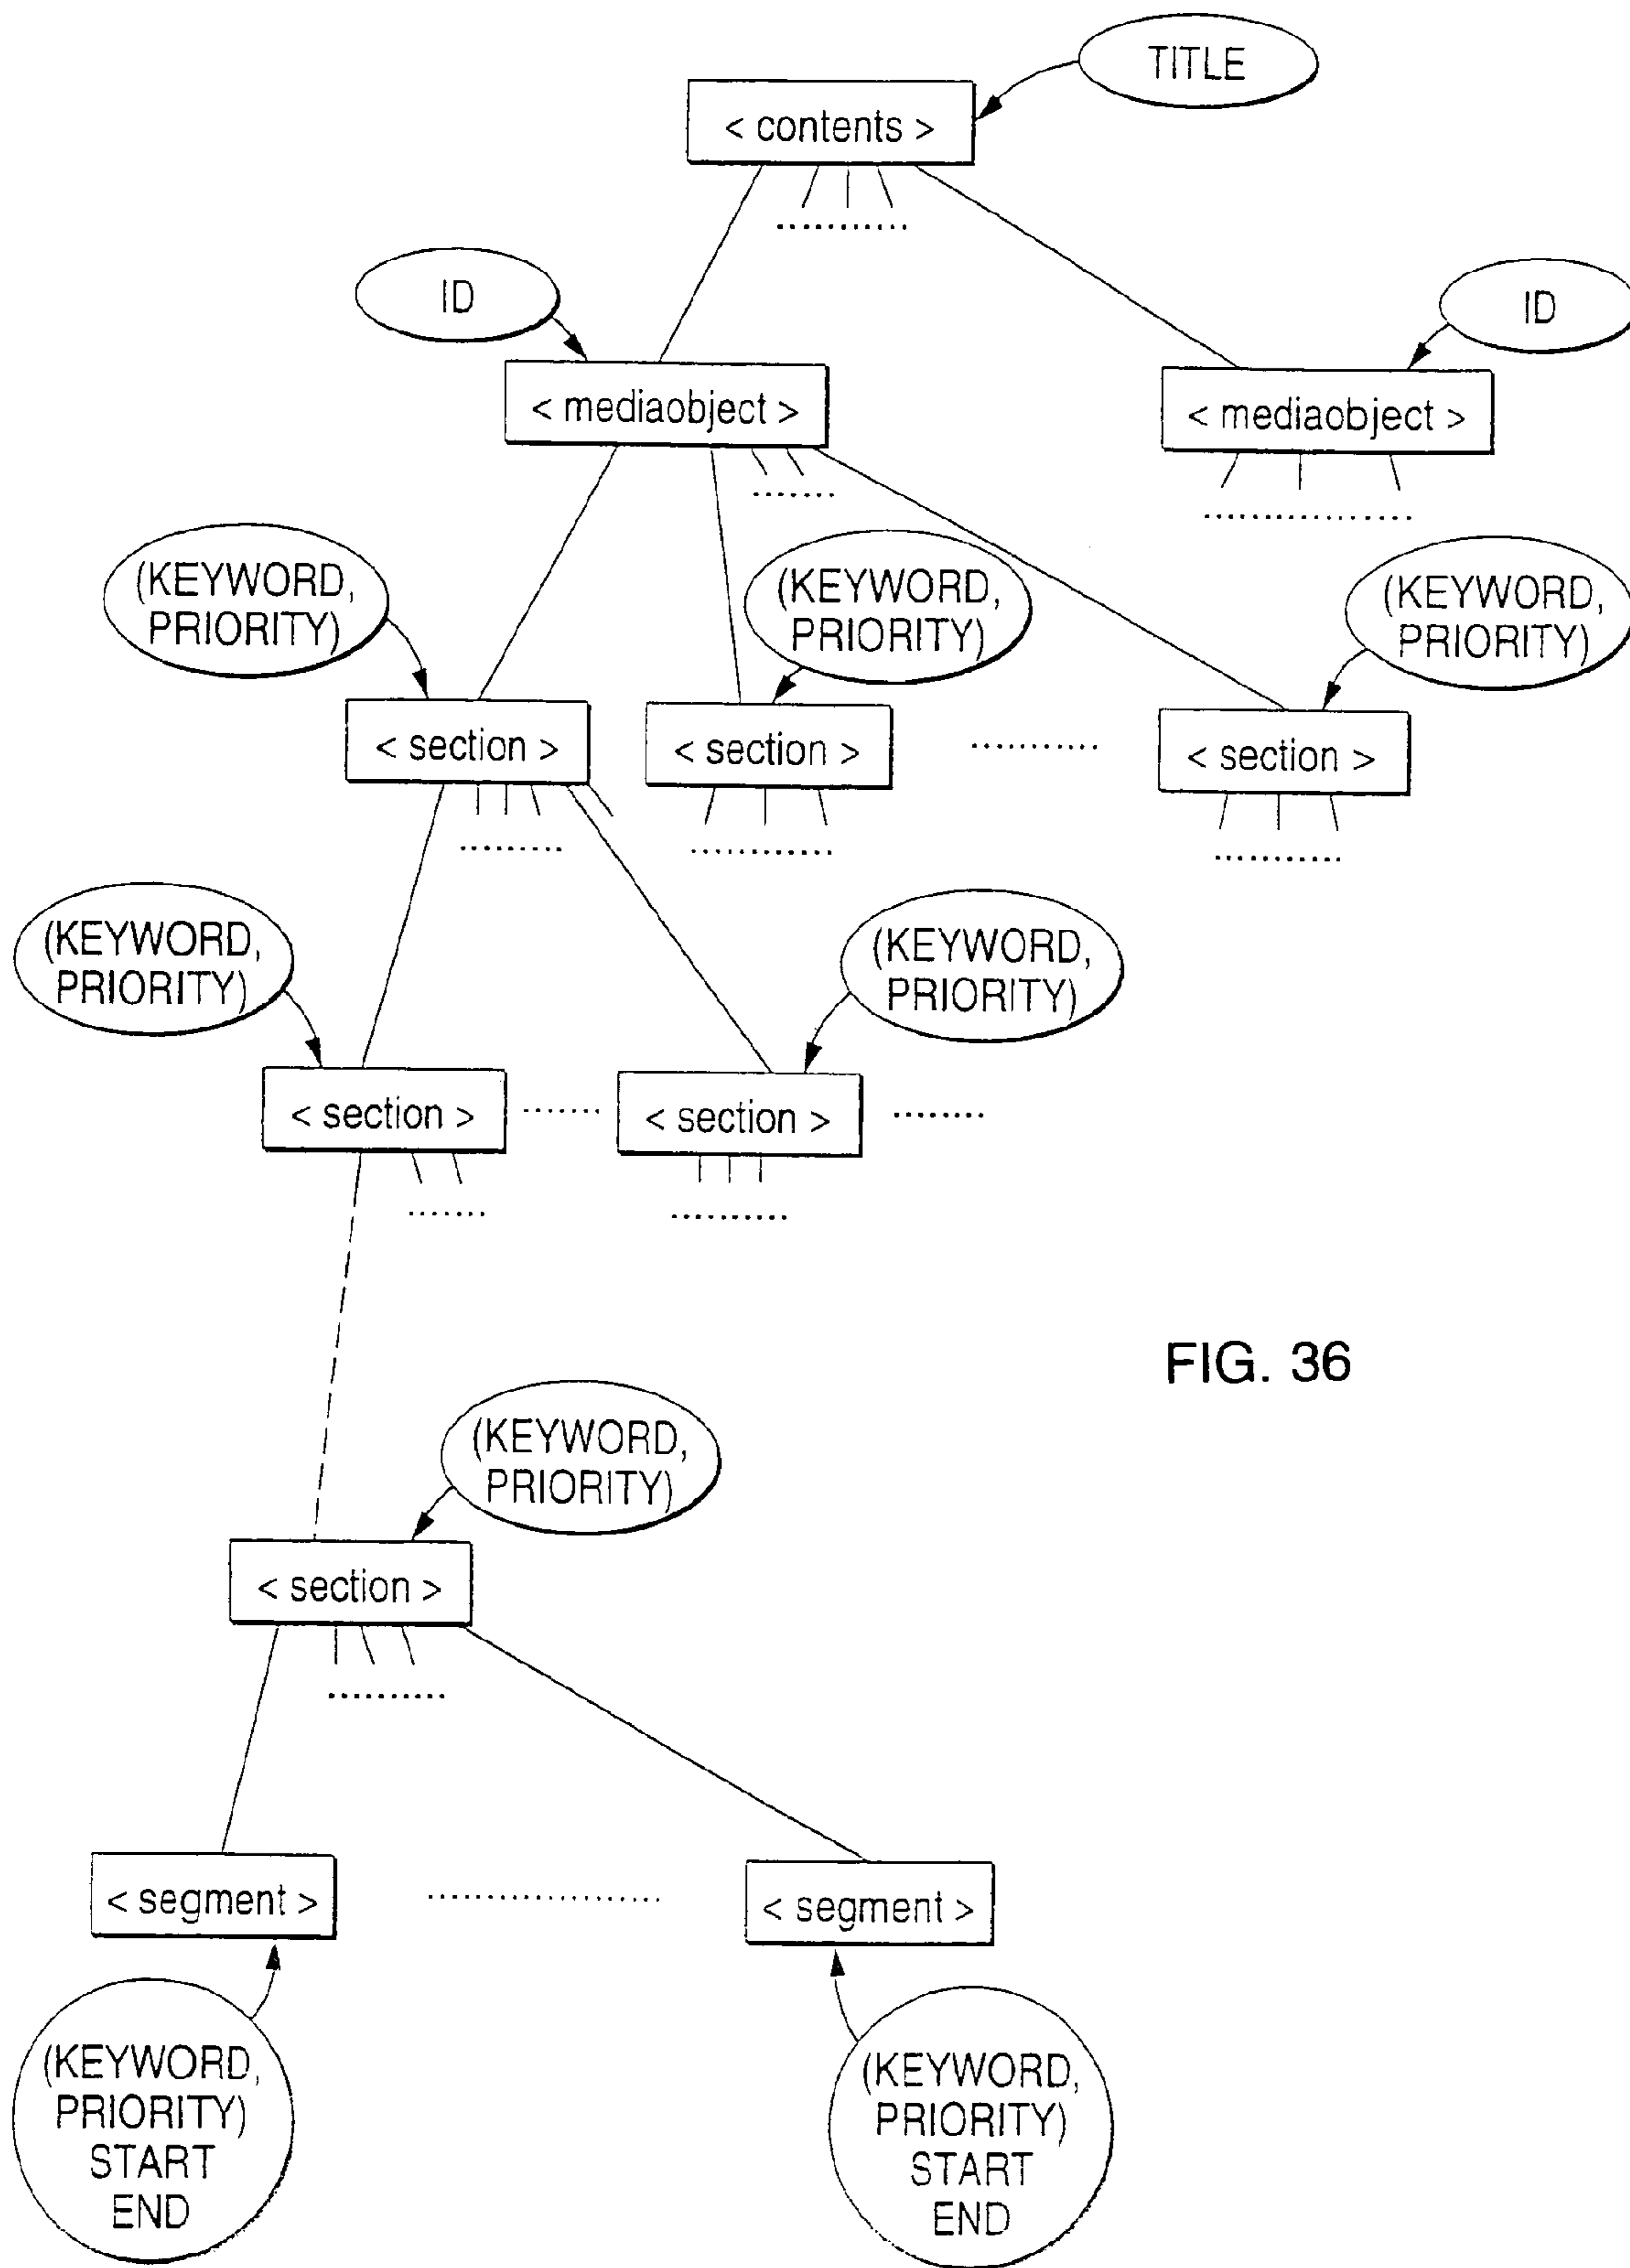 TITLE
< contents >
ID
ID
< mediaobject >
< mediaobject >
(KEYWORD,
PRIORITY)
(KEYWORD,
PRIORITY)
(KEYWORD,
PRIORITY)
< section >
< section >
< section >
(KEYWORD,
PRIORITY)
(KEYWORD,
PRIORITY)
< section >
< section >
FIG. 36
(KEYWORD,
PRIORITY)
< section >
< segment >
< segment >
(KEYWORD,
PRIORITY)
START
END
(KEYWORD,
PRIORITY)
START
END